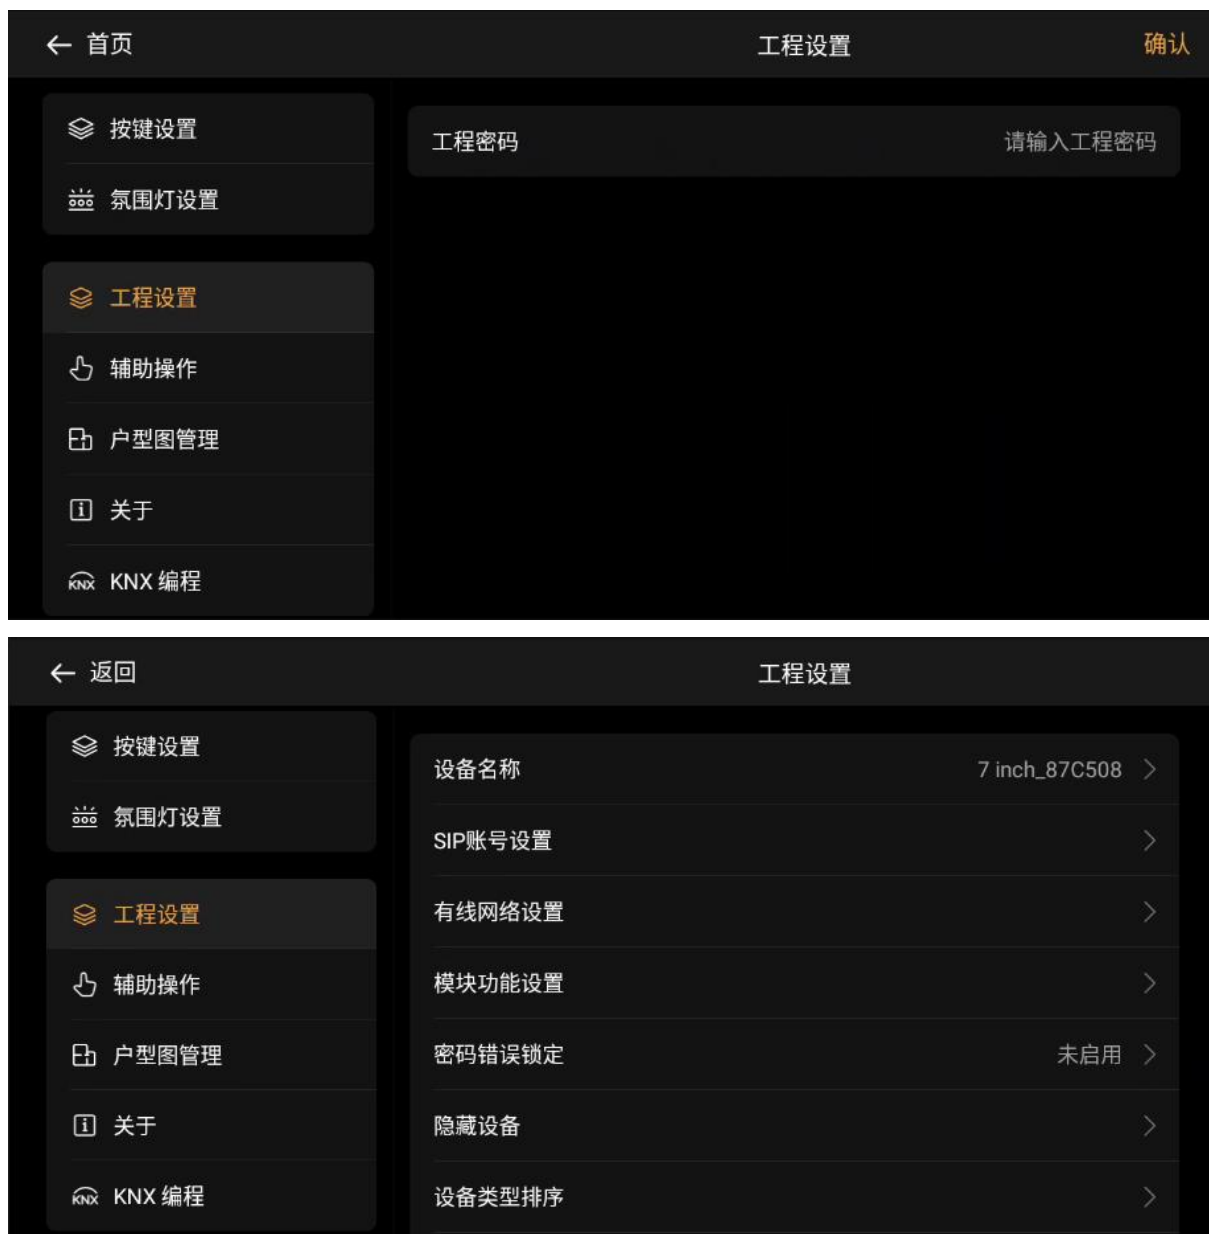 首页
工程设置
确认
按键设置
氛围灯设置
工程设置
辅助操作
户型图管理
关于
KNX KNX 编程
工程密码
请输入工程密码
返回
工程设置
按键设置
氛围灯设置
工程设置
辅助操作
户型图管理
关于
KNX KNX 编程
设备名称 7 inch_87C508
SIP账号设置
有线网络设置
模块功能设置
密码错误锁定 未启用
隐藏设备
设备类型排序